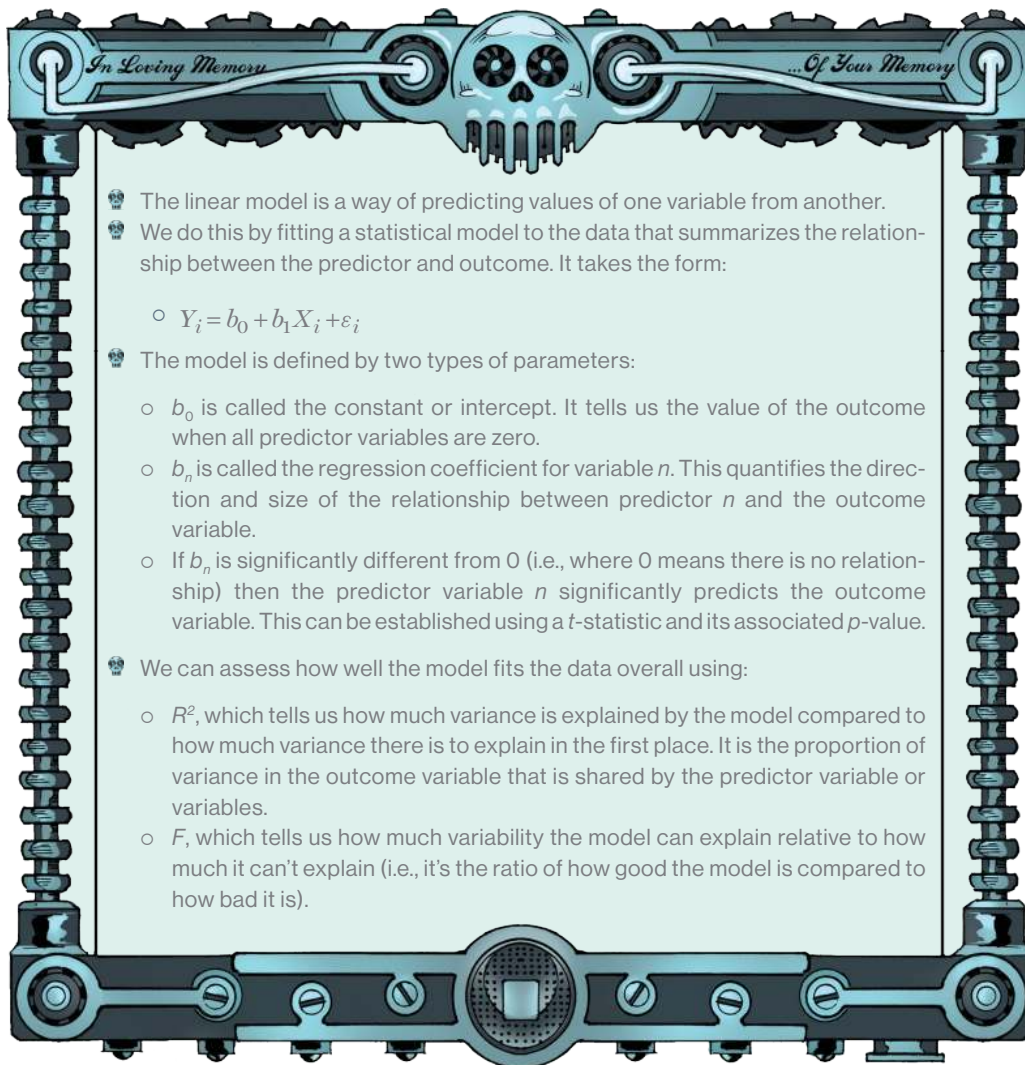 In Loving Memory
...Of Your Memory
The linear model is a way of predicting values of one variable from another.
We do this by fitting a statistical model to the data that summarizes the relation-
ship between the predictor and outcome. It takes the form:
○ Yᵢ = b₀ + b₁Xᵢ + εᵢ
The model is defined by two types of parameters:
○ b₀ is called the constant or intercept. It tells us the value of the outcome
when all predictor variables are zero.
○ bₙ is called the regression coefficient for variable n. This quantifies the direc-
tion and size of the relationship between predictor n and the outcome
variable.
○ If bₙ is significantly different from 0 (i.e., where 0 means there is no relation-
ship) then the predictor variable n significantly predicts the outcome
variable. This can be established using a t-statistic and its associated p-value.
We can assess how well the model fits the data overall using:
○ R², which tells us how much variance is explained by the model compared to
how much variance there is to explain in the first place. It is the proportion of
variance in the outcome variable that is shared by the predictor variable or
variables.
○ F, which tells us how much variability the model can explain relative to how
much it can’t explain (i.e., it’s the ratio of how good the model is compared to
how bad it is).